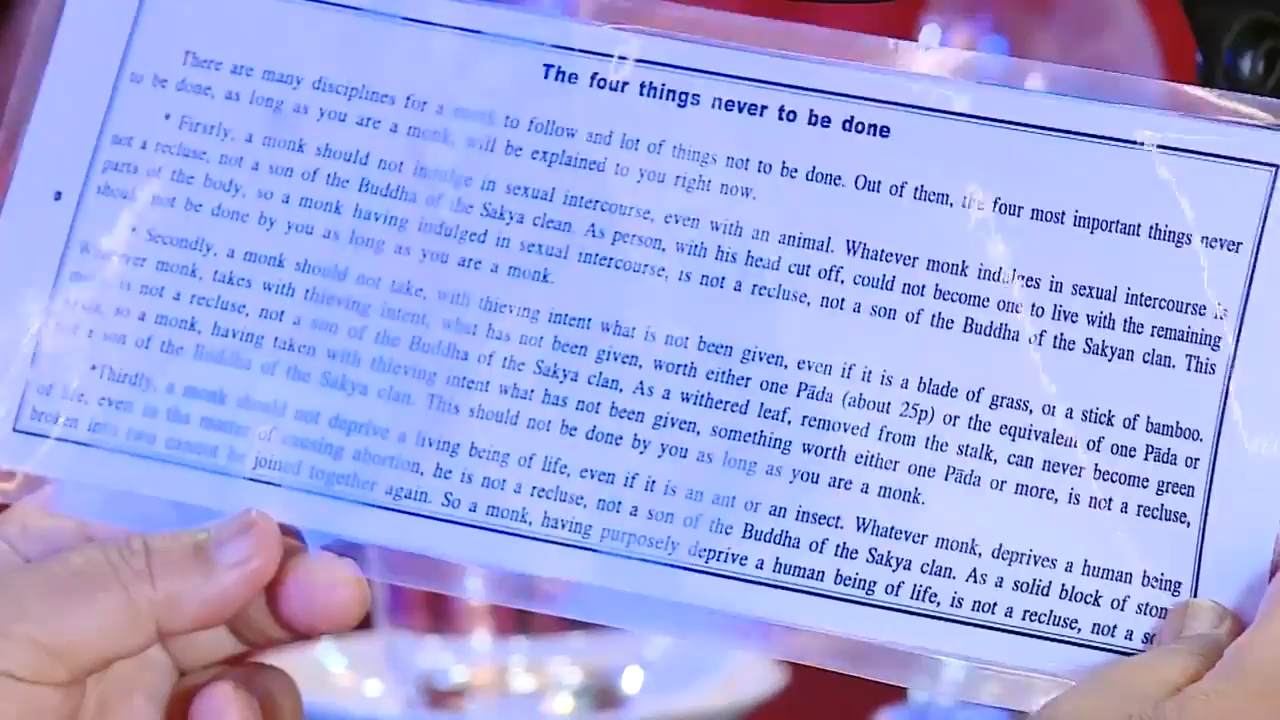 The four things never to be done
There are many disciplines for a monk to follow and lot of things not to be done. Out of them, the four most important things never
to be done, as long as you are a monk, will be explained to you right now.
* Firsrly, a monk should not indulge in sexual intercourse, even with an animal. Whatever monk indulges in sexual intercourse is
not a recluse, not a son of the Buddha of the Sakya clean. As person, with his head cut off, could not become one to live with the remaining
parts of the body, so a monk having indulged in sexual intercourse, is not a recluse, not a son of the Buddha of the Sakyan clan. This
should not be done by you as long as you are a monk.
* Secondly, a monk should not take, with thieving intent what is not been given, even if it is a blade of grass, or a stick of bamboo.
Whatever monk, takes with thieving intent, what has not been given, worth either one Pāda (about 25p) or the equivalent of one Pāda or
more is not a recluse, not a son of the Buddha of the Sakya clan, As a withered leaf, removed from the stalk, can never become green
so a monk, having taken with thieving intent what has not been given, something worth either one Pāda or more, is not a recluse,
not a son of the Buddha of the Sakya clan. This should not be done by you as long as you are a monk.
*Thirdly, a monk should not deprive a living being of life, even if it is an ant or an insect. Whatever monk, deprives a human being
of life, even in the matter of causing abortion, he is not a recluse, not a son of the Buddha of the Sakya clan. As a solid block of ston
broken into two cannot be joined together again. So a monk, having purposely deprive a human being of life, is not a recluse, not a